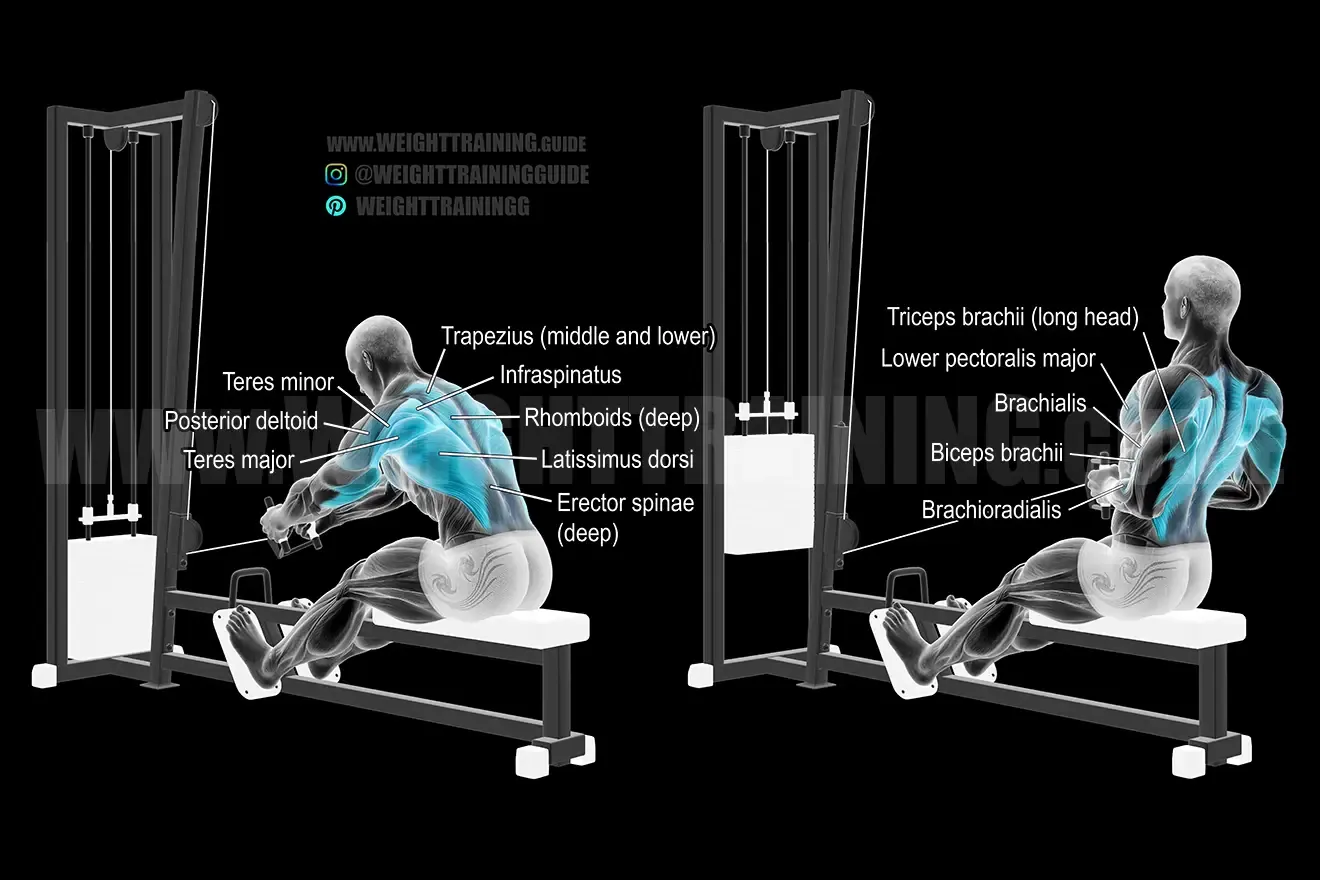 www.WEIGHTTRAINING.GUIDE
@WEIGHTTRAININGGUIDE
WEIGHTTRAININGG
Trapezius (middle and lower)
Teres minor
Infraspinatus
Posterior deltoid
Rhomboids (deep)
Teres major
Latissimus dorsi
Erector spinae
(deep)
Triceps brachii (long head)
Lower pectoralis major
Brachialis
Biceps brachii
Brachioradialis
WWW.WEIGHTTRAINING.GUIDE